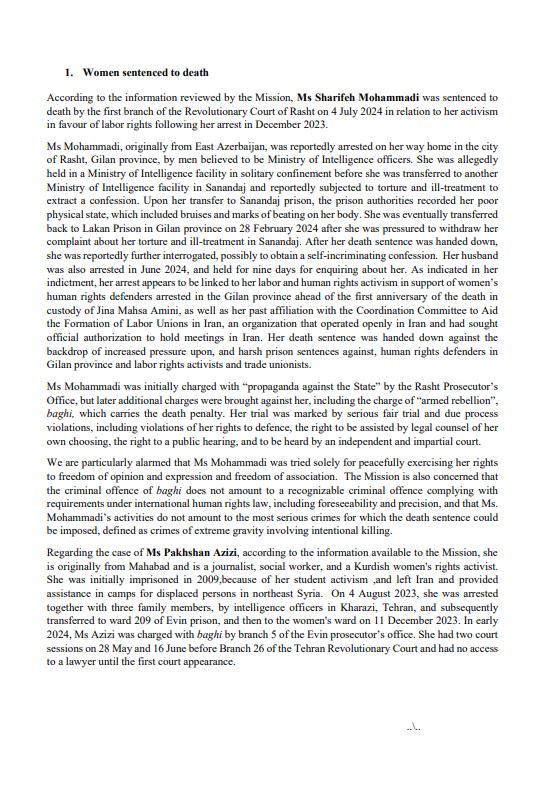 1. Women sentenced to death
According to the information reviewed by the Mission, Ms Sharifeh Mohammadi was sentenced to
death by the first branch of the Revolutionary Court of Rasht on 4 July 2024 in relation to her activism
in favour of labor rights following her arrest in December 2023.
Ms Mohammadi, originally from East Azerbaijan, was reportedly arrested on her way home in the city
of Rasht, Gilan province, by men believed to be Ministry of Intelligence officers. She was allegedly
held in a Ministry of Intelligence facility in solitary confinement before she was transferred to another
Ministry of Intelligence facility in Sanandaj and reportedly subjected to torture and ill-treatment to
extract a confession. Upon her transfer to Sanandaj prison, the prison authorities recorded her poor
physical state, which included bruises and marks of beating on her body. She was eventually transferred
back to Lakan Prison in Gilan province on 28 February 2024 after she was pressured to withdraw her
complaint about her torture and ill-treatment in Sanandaj. After her death sentence was handed down,
she was reportedly further interrogated, possibly to obtain a self-incriminating confession. Her husband
was also arrested in June 2024, and held for nine days for enquiring about her. As indicated in her
indictment, her arrest appears to be linked to her labor and human rights activism in support of women's
human rights defenders arrested in the Gilan province ahead of the first anniversary of the death in
custody of Jina Mahsa Amini, as well as her past affiliation with the Coordination Committee to Aid
the Formation of Labor Unions in Iran, an organization that operated openly in Iran and had sought
official authorization to hold meetings in Iran. Her death sentence was handed down against the
backdrop of increased pressure upon, and harsh prison sentences against, human rights defenders in
Gilan province and labor rights activists and trade unionists.
Ms Mohammadi was initially charged with "propaganda against the State" by the Rasht Prosecutor's
Office, but later additional charges were brought against her, including the charge of "armed rebellion",
baghi, which carries the death penalty. Her trial was marked by serious fair trial and due process
violations, including violations of her rights to defence, the right to be assisted by legal counsel of her
own choosing, the right to a public hearing, and to be heard by an independent and impartial court.
We are particularly alarmed that Ms Mohammadi was tried solely for peacefully exercising her rights
to freedom of opinion and expression and freedom of association. The Mission is also concerned that
the criminal offence of baghi does not amount to a recognizable criminal offence complying with
requirements under international human rights law, including foreseeability and precision, and that Ms.
Mohammadi's activities do not amount to the most serious crimes for which the death sentence could
be imposed, defined as crimes of extreme gravity involving intentional killing.
Regarding the case of Ms Pakhshan Azizi, according to the information available to the Mission, she
is originally from Mahabad and is a journalist, social worker, and a Kurdish women's rights activist.
She was initially imprisoned in 2009,because of her student activism ,and left Iran and provided
assistance in camps for displaced persons in northeast Syria. On 4 August 2023, she was arrested
together with three family members, by intelligence officers in Kharazi, Tehran, and subsequently
transferred to ward 209 of Evin prison, and then to the women's ward on 11 December 2023. In early
2024, Ms Azizi was charged with baghi by branch 5 of the Evin prosecutor's office. She had two court
sessions on 28 May and 16 June before Branch 26 of the Tehran Revolutionary Court and had no access
to a lawyer until the first court appearance.
..\..